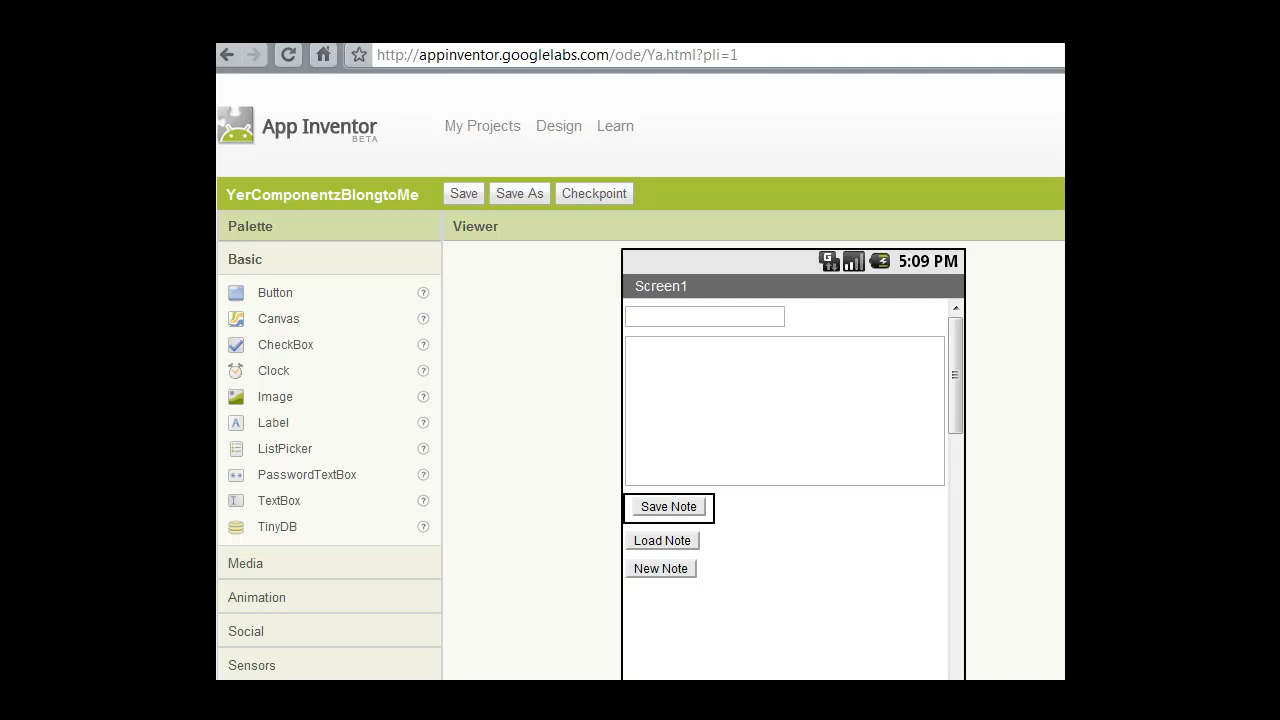 http://appinventor.googlelabs.com/ode/Ya.html?pli=1
App Inventor
BETA
My Projects Design Learn
YerComponentzBlongtoMe
Save Save As Checkpoint
Palette
Viewer
Basic
Button ?
Canvas ?
CheckBox ?
Clock ?
Image ?
A Label ?
ListPicker ?
PasswordTextBox ?
TextBox ?
TinyDB ?
Media
Animation
Social
Sensors
G 5:09 PM
Screen1
Save Note
Load Note
New Note